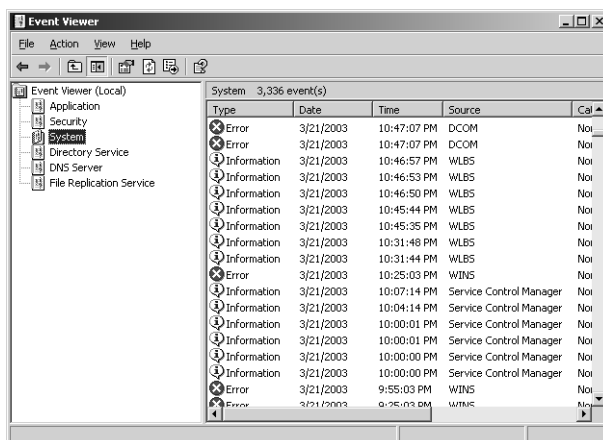 Event Viewer
File Action View Help
Event Viewer (Local)
Application
Security
System
Directory Service
DNS Server
File Replication Service
System 3,336 event(s)
Type Date Time Source
Error 3/21/2003 10:47:07 PM DCOM
Error 3/21/2003 10:47:07 PM DCOM
Information 3/21/2003 10:46:57 PM WLBS
Information 3/21/2003 10:46:53 PM WLBS
Information 3/21/2003 10:46:50 PM WLBS
Information 3/21/2003 10:45:44 PM WLBS
Information 3/21/2003 10:45:35 PM WLBS
Information 3/21/2003 10:31:48 PM WLBS
Information 3/21/2003 10:31:44 PM WLBS
Error 3/21/2003 10:25:03 PM WINS
Information 3/21/2003 10:07:14 PM Service Control Manager
Information 3/21/2003 10:04:14 PM Service Control Manager
Information 3/21/2003 10:00:01 PM Service Control Manager
Information 3/21/2003 10:00:01 PM Service Control Manager
Information 3/21/2003 10:00:00 PM Service Control Manager
Information 3/21/2003 10:00:00 PM Service Control Manager
Error 3/21/2003 9:55:03 PM WINS
Error 3/21/2003 9:25:03 PM WINS